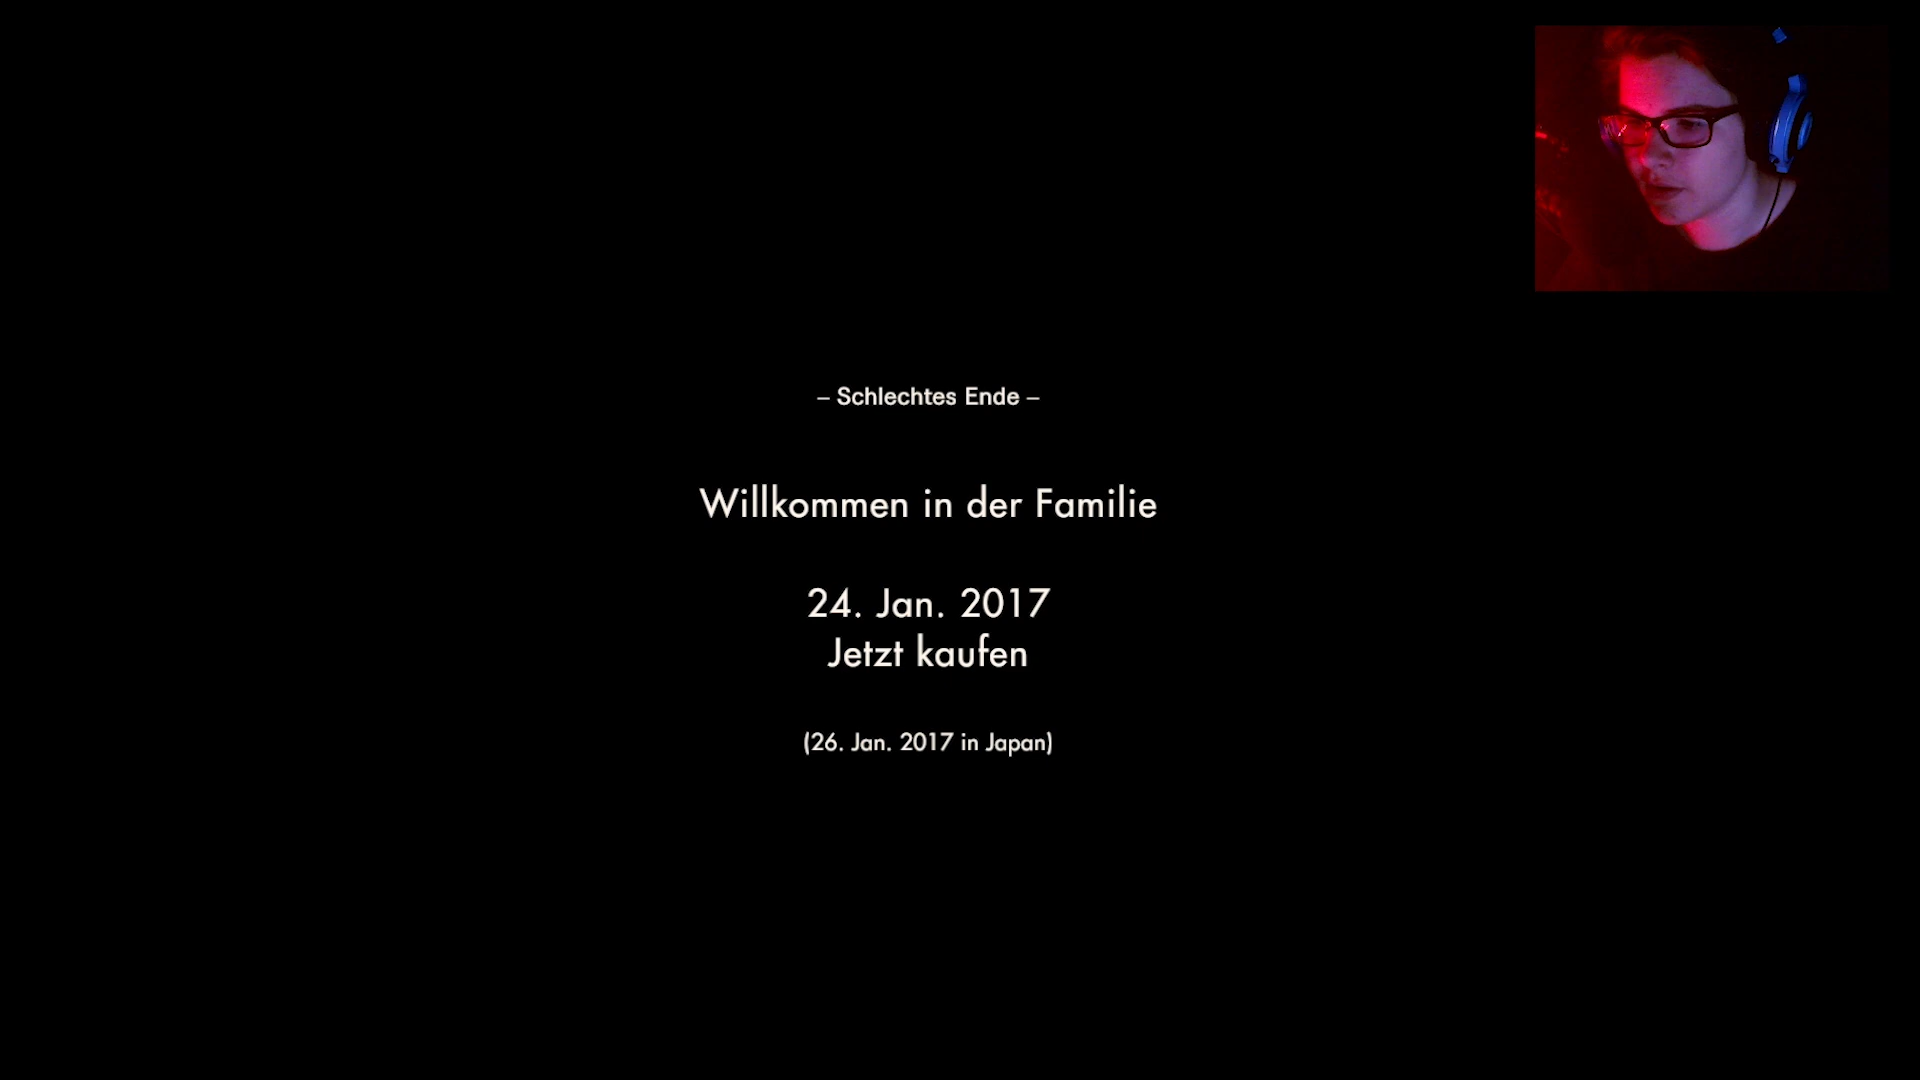 – Schlechtes Ende –
Willkommen in der Familie
24. Jan. 2017
Jetzt kaufen
(26. Jan. 2017 in Japan)